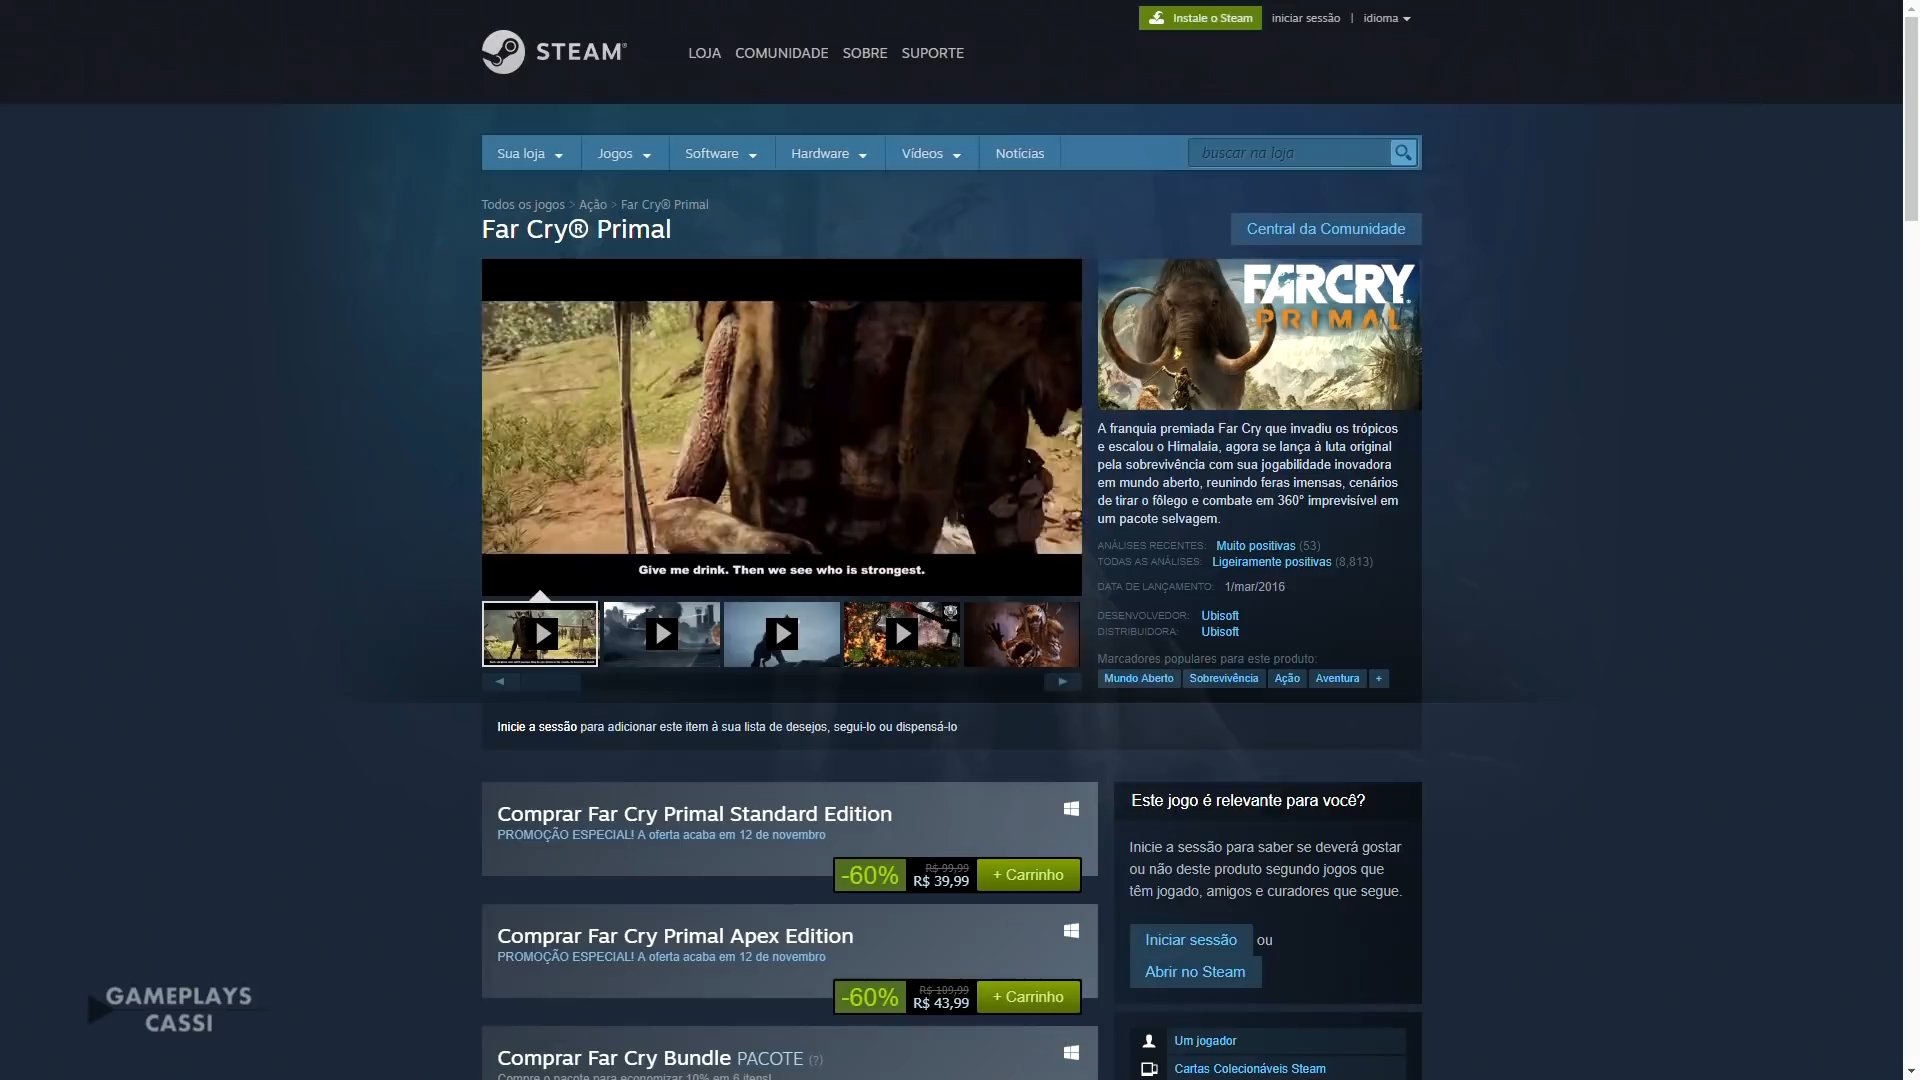 Instale o Steam iniciar sessão | idioma
STEAM® LOJA COMUNIDADE SOBRE SUPORTE
Sua loja Jogos Software Hardware Vídeos Notícias buscar na loja
Todos os jogos > Ação > Far Cry® Primal
Far Cry® Primal
Central da Comunidade
FARCRY®
PRIMAL
A franquia premiada Far Cry que invadiu os trópicos
e escalou o Himalaia, agora se lança à luta original
pela sobrevivência com sua jogabilidade inovadora
em mundo aberto, reunindo feras imensas, cenários
de tirar o fôlego e combate em 360° imprevisível em
um pacote selvagem.
ANÁLISES RECENTES: Muito positivas (53)
TODAS AS ANÁLISES: Ligeiramente positivas (8,813)
Give me drink. Then we see who is strongest.
DATA DE LANÇAMENTO: 1/mar/2016
DESENVOLVEDOR: Ubisoft
DISTRIBUIDORA: Ubisoft
Marcadores populares para este produto:
Mundo Aberto Sobrevivência Ação Aventura +
Inicie a sessão para adicionar este item à sua lista de desejos, segui-lo ou dispensá-lo
Comprar Far Cry Primal Standard Edition
PROMOÇÃO ESPECIAL! A oferta acaba em 12 de novembro
-60% R$ 99,99 R$ 39,99 + Carrinho
Comprar Far Cry Primal Apex Edition
PROMOÇÃO ESPECIAL! A oferta acaba em 12 de novembro
-60% R$ 109,99 R$ 43,99 + Carrinho
Comprar Far Cry Bundle PACOTE (?)
Compre o pacote para economizar 10% em 6 itens!
Este jogo é relevante para você?
Inicie a sessão para saber se deverá gostar
ou não deste produto segundo jogos que
têm jogado, amigos e curadores que segue.
Iniciar sessão ou
Abrir no Steam
Um jogador
Cartas Colecionáveis Steam
GAMEPLAYS
CASSI